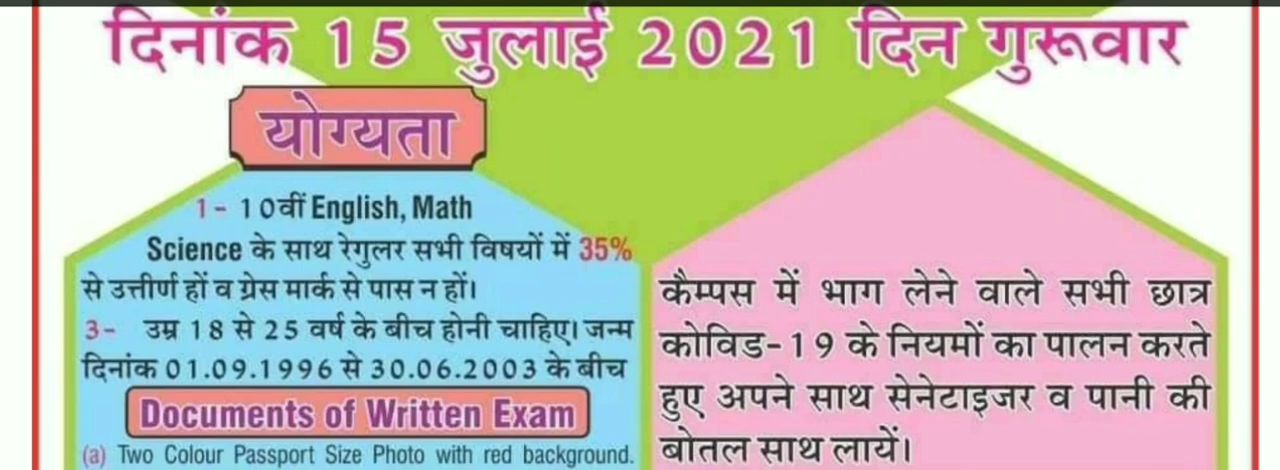 दिनांक 15 जुलाई 2021 दिन गुरूवार
योग्यता
1- 10वीं English, Math
Science के साथ रेगुलर सभी विषयों में 35%
से उत्तीर्ण हों व ग्रेस मार्क से पास न हों।
3- उम्र 18 से 25 वर्ष के बीच होनी चाहिए। जन्म
दिनांक 01.09.1996 से 30.06.2003 के बीच
Documents of Written Exam
(a) Two Colour Passport Size Photo with red background.
कैम्पस में भाग लेने वाले सभी छात्र
कोविड-19 के नियमों का पालन करते
हुए अपने साथ सेनेटाइजर व पानी की
बोतल साथ लायें।